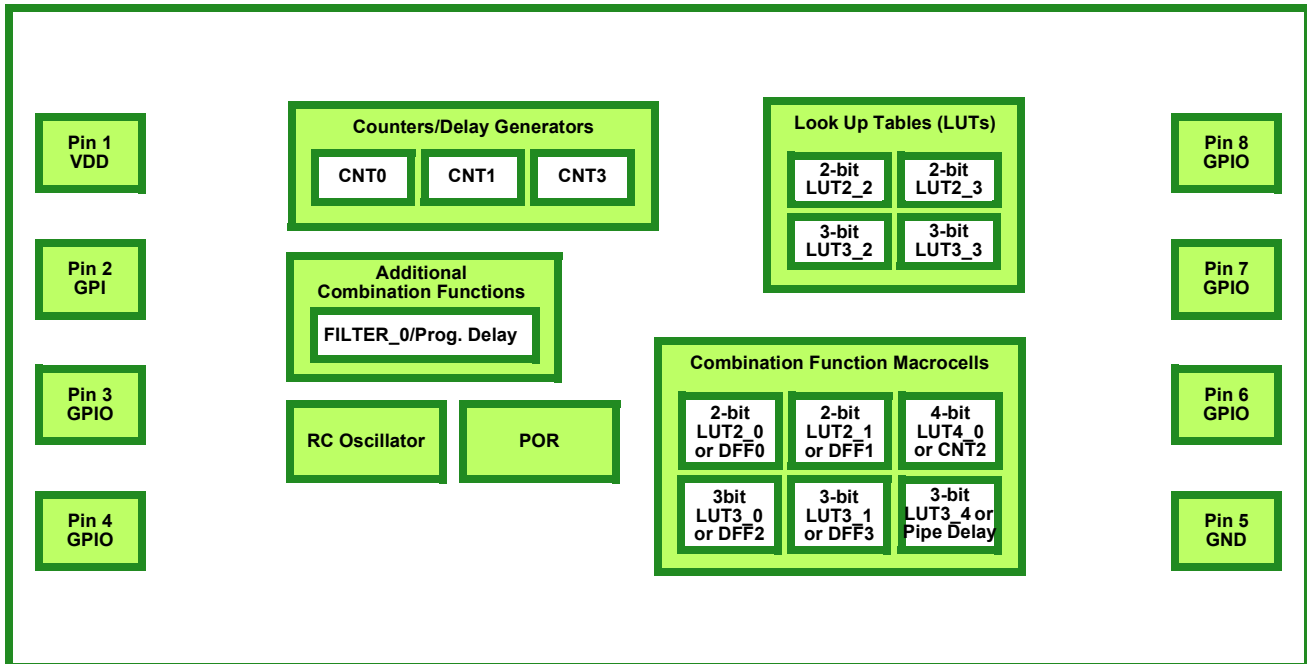 Pin 1
VDD
Pin 2
GPI
Pin 3
GPIO
Pin 4
GPIO
Counters/Delay Generators
CNT0
CNT1
CNT3
Additional
Combination Functions
FILTER_0/Prog. Delay
RC Oscillator
POR
Look Up Tables (LUTs)
2-bit
LUT2_2
2-bit
LUT2_3
3-bit
LUT3_2
3-bit
LUT3_3
Combination Function Macrocells
2-bit
LUT2_0
or DFF0
2-bit
LUT2_1
or DFF1
4-bit
LUT4_0
or CNT2
3bit
LUT3_0
or DFF2
3-bit
LUT3_1
or DFF3
3-bit
LUT3_4 or
Pipe Delay
Pin 8
GPIO
Pin 7
GPIO
Pin 6
GPIO
Pin 5
GND